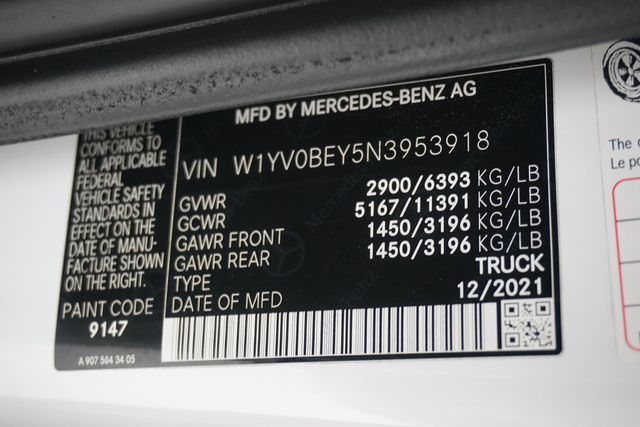 MFD BY MERCEDES-BENZ AG
THIS VEHICLE
CONFORMS TO
ALL APPLICABLE
FEDERAL
VEHICLE SAFETY
STANDARDS IN
EFFECT ON THE
DATE OF MANU-
FACTURE SHOWN
ON THE RIGHT.
PAINT CODE
9147
A 907 564 34 05
VIN W1YV0BEY5N3953918
GVWR 2900/6393 KG/LB
GCWR 5167/11391 KG/LB
GAWR FRONT 1450/3196 KG/LB
GAWR REAR 1450/3196 KG/LB
TYPE TRUCK
DATE OF MFD 12/2021
The
Le